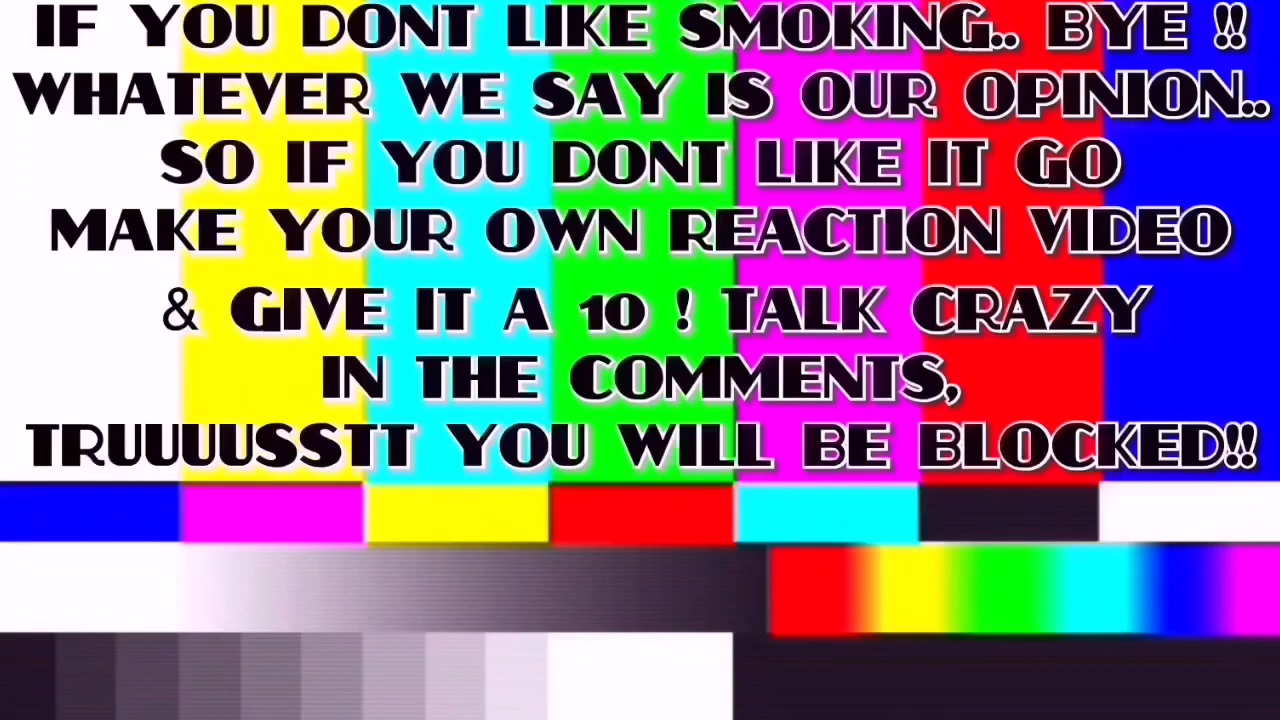 IF YOU DONT LIKE SMOKING.. BYE !!
WHATEVER WE SAY IS OUR OPINION..
SO IF YOU DONT LIKE IT GO
MAKE YOUR OWN REACTION VIDEO
& GIVE IT A 10 ! TALK CRAZY
IN THE COMMENTS,
TRUUUUSSTT YOU WILL BE BLOCKED!!